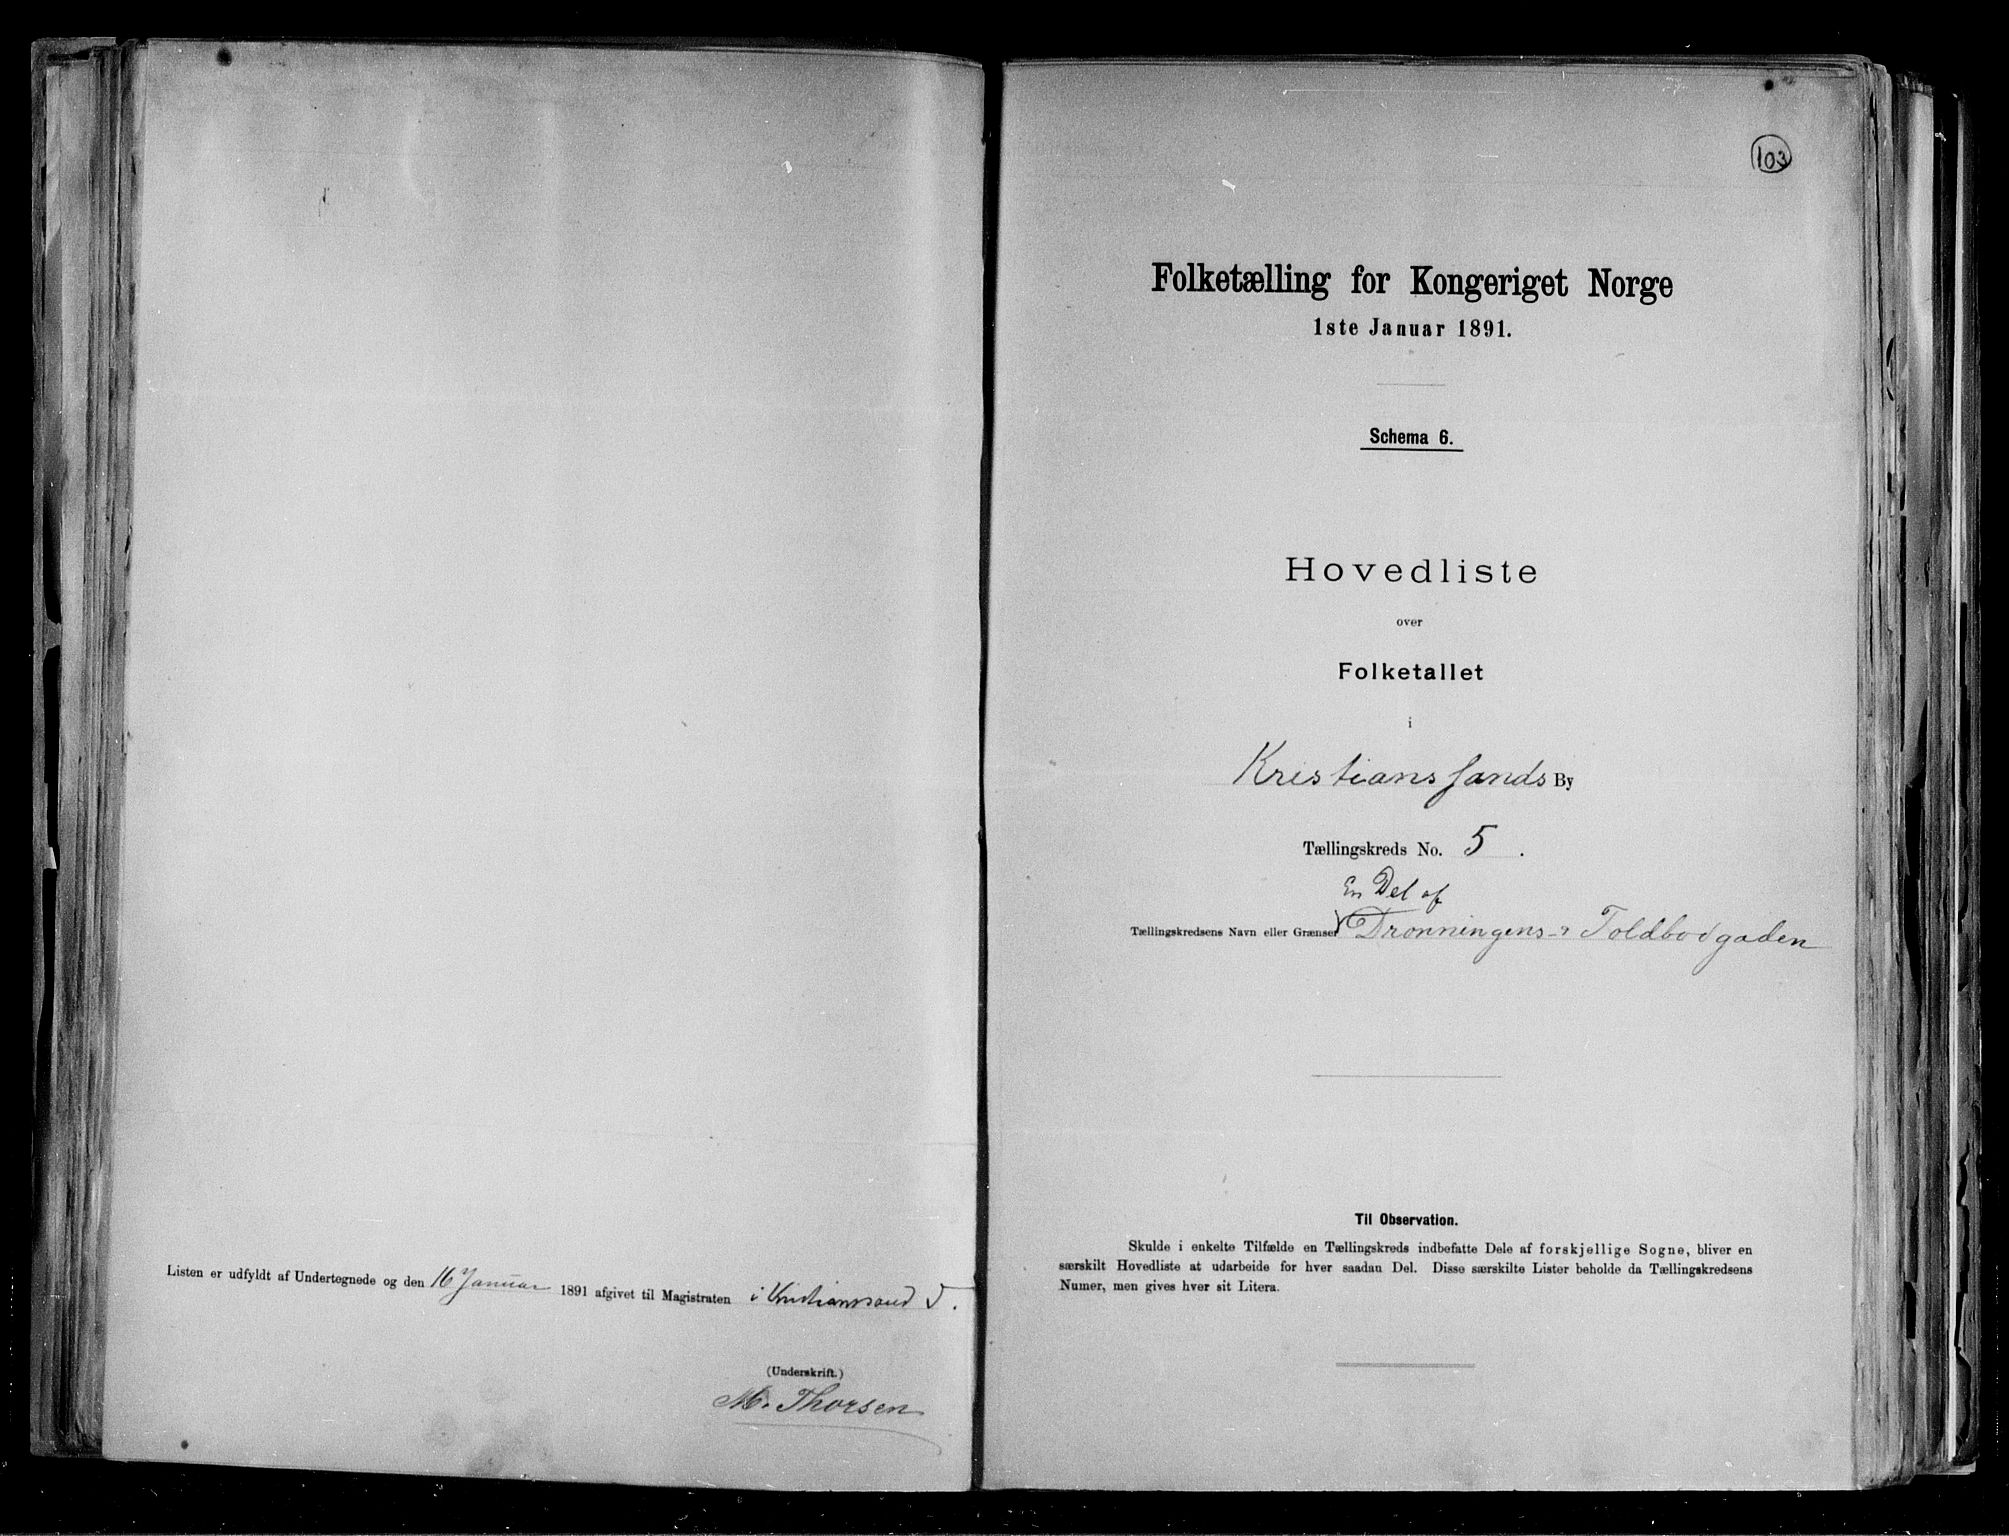 Listen er udfyldt af Undertegnede og den 16 Januar 1891 afgivet til Magistraten i Kristianssand
(Underskrift.)
M. Thorsen
103
Folketælling for Kongeriget Norge
1ste Januar 1891.
Schema 6.
Hovedliste
over
Folketallet
i
Kristianssands By
Tællingskreds No. 5.
En Del af
Tællingskredsens Navn eller Grænser Dronningens- Toldbodgaden
Til Observation.
Skulde i enkelte Tilfælde en Tællingskreds indbefatte Dele af forskjellige Sogne, bliver en
særskilt Hovedliste at udarbeide for hver saadan Del. Disse særskilte Lister beholde da Tællingskredsens
Numer, men gives hver sit Litera.